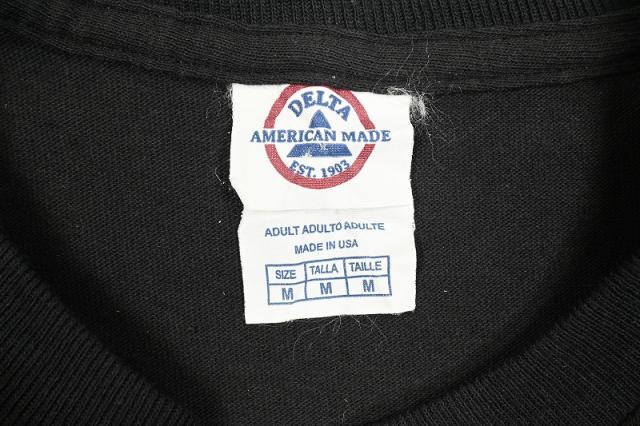 DELTA
AMERICAN MADE
EST. 1903
ADULT ADULTO ADULTE
MADE IN USA
SIZE TALLA TAILLE
M M M